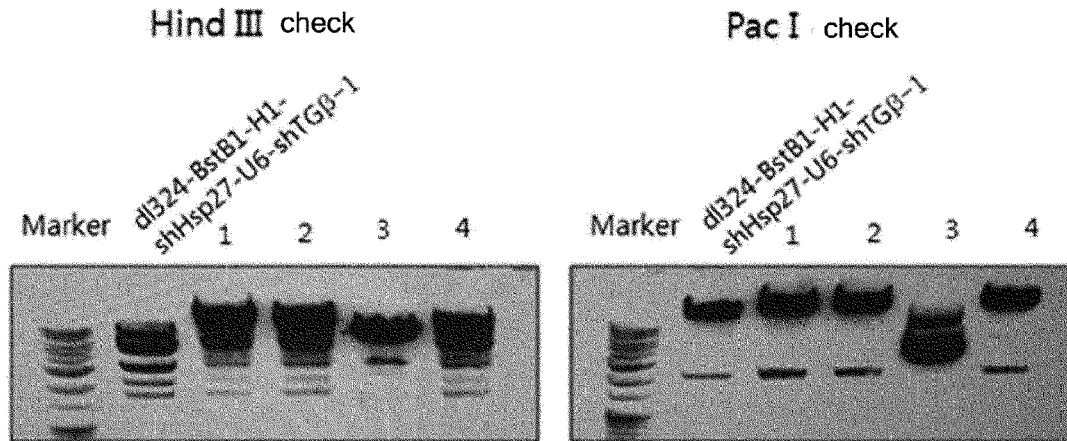 Hind III check
dl324-BstB1-H1-
shHsp27-U6-shTGβ-1
Marker 1 2 3 4
Pac I check
dl324-BstB1-H1-
shHsp27-U6-shTGβ-1
Marker 1 2 3 4